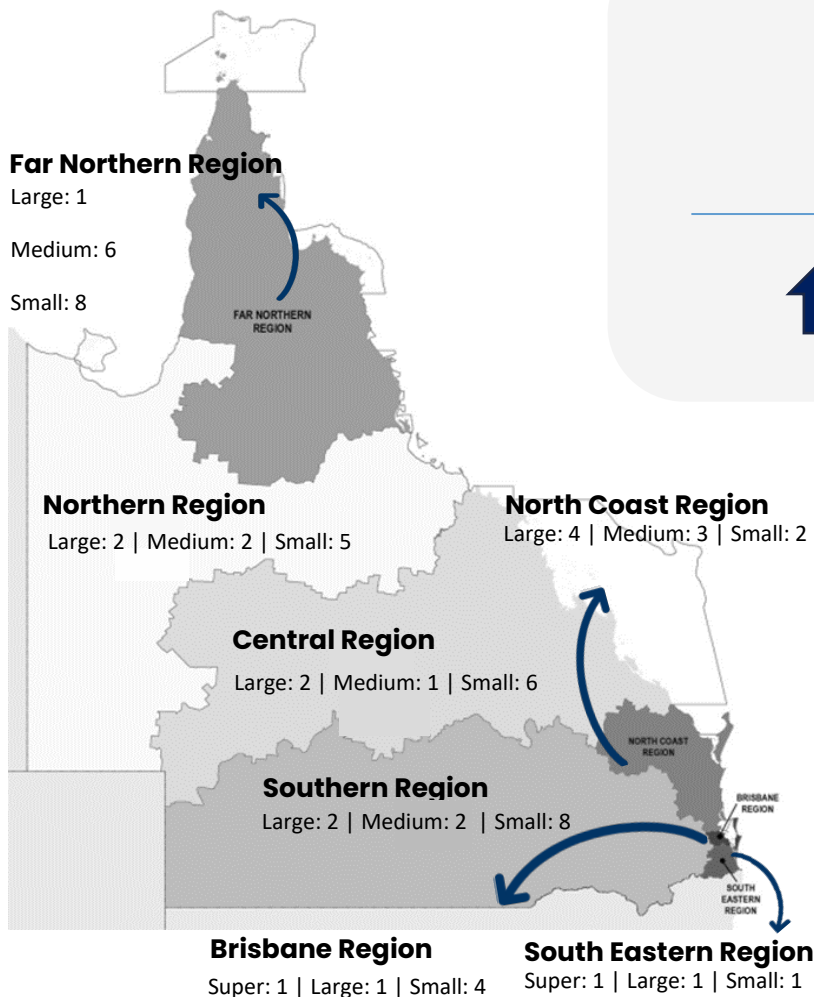 Far Northern Region
Large: 1
Medium: 6
Small: 8
FAR NORTHERN
REGION
Northern Region
Large: 2 | Medium: 2 | Small: 5
North Coast Region
Large: 4 | Medium: 3 | Small: 2
Central Region
Large: 2 | Medium: 1 | Small: 6
NORTH COAST
REGION
Southern Region
Large: 2 | Medium: 2 | Small: 8
BRISBANE
REGION
SOUTH
EASTERN
REGION
Brisbane Region
Super: 1 | Large: 1 | Small: 4
South Eastern Region
Super: 1 | Large: 1 | Small: 1